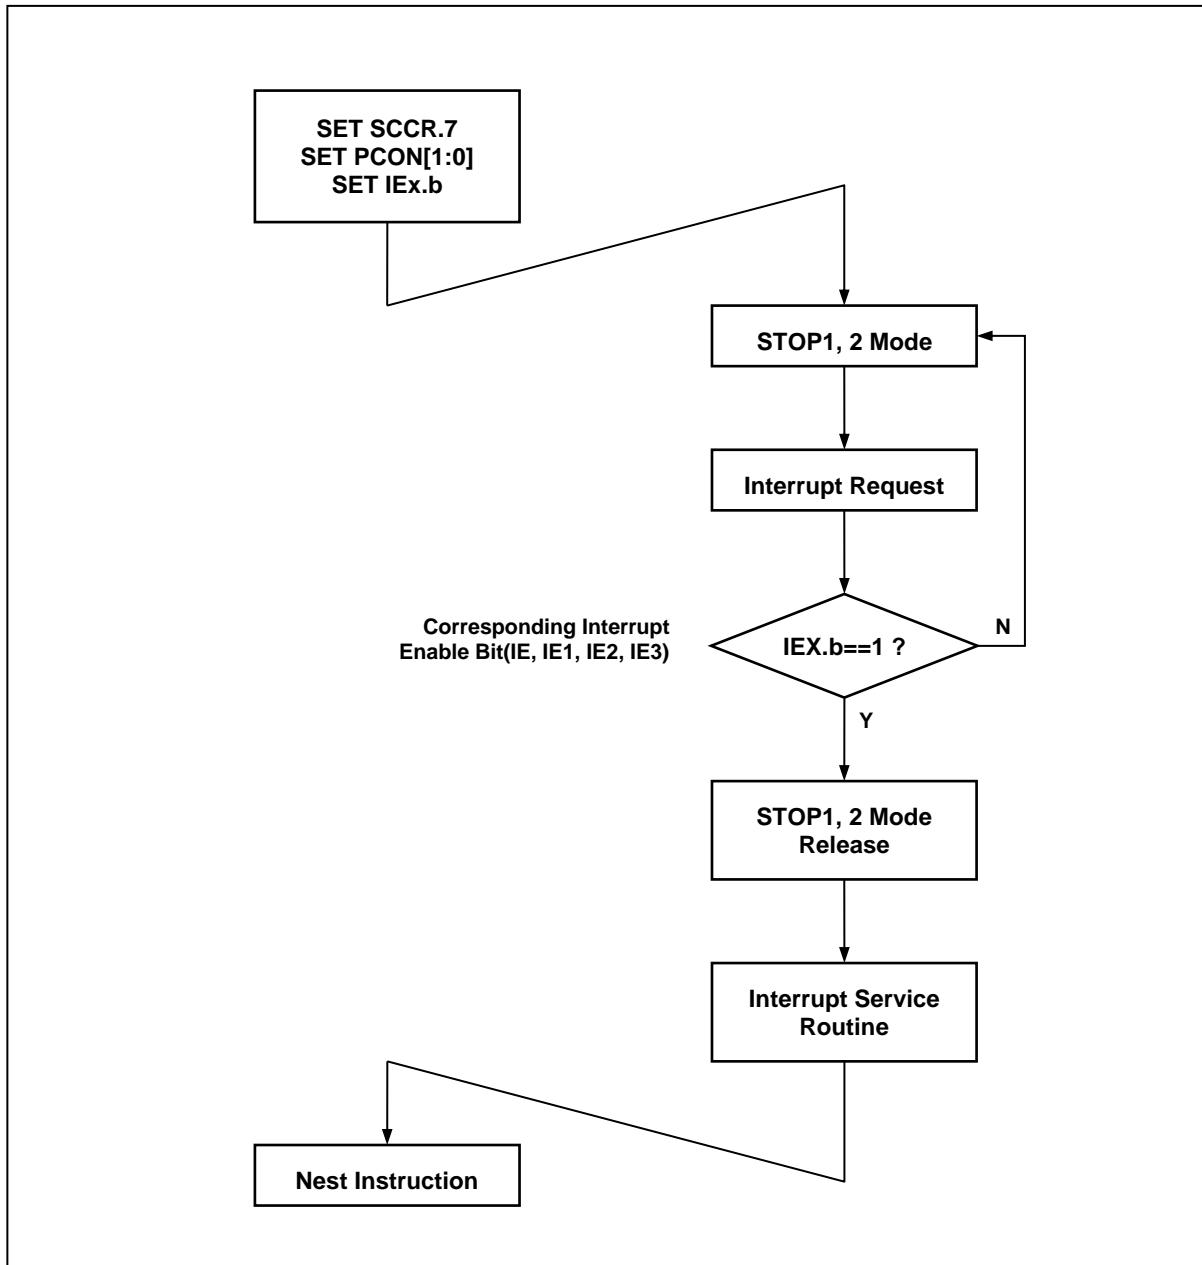 SET SCCR.7
SET PCON[1:0]
SET IEx.b
STOP1, 2 Mode
Interrupt Request
Corresponding Interrupt
Enable Bit(IE, IE1, IE2, IE3)
IEX.b==1 ?
N
Y
STOP1, 2 Mode
Release
Interrupt Service
Routine
Nest Instruction